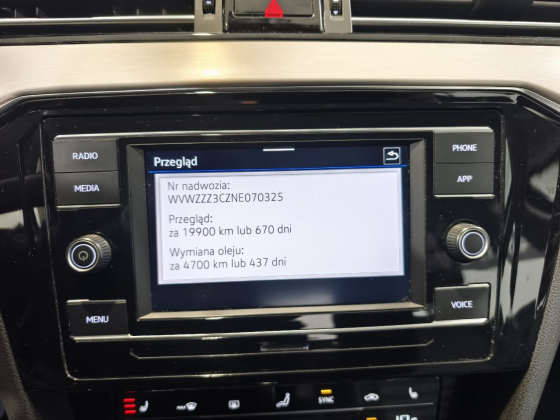 RADIO
MEDIA
MENU
Przegląd
Nr nadwozia:
WVWZZZ3CZNE070325
Przegląd:
za 19900 km lub 670 dni
Wymiana oleju:
za 4700 km lub 437 dni
PHONE
APP
VOICE
MAX
SYNC